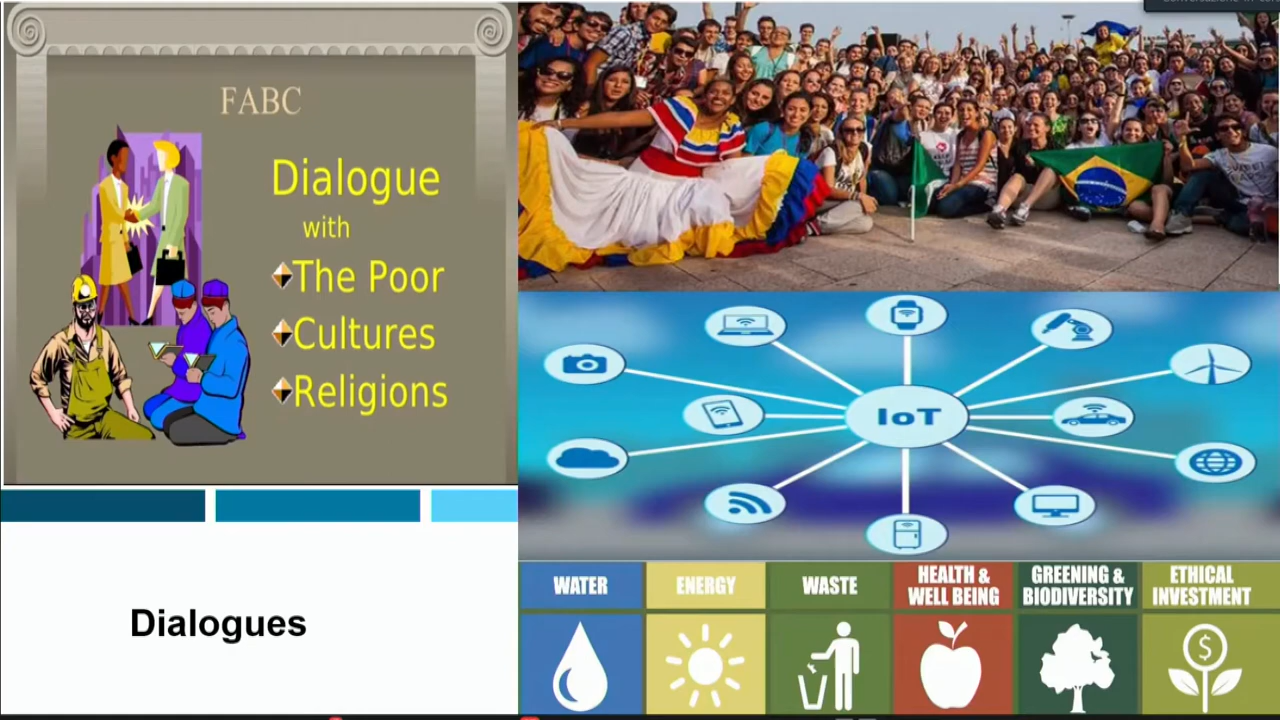 FABC
Dialogue
with
The Poor
Cultures
Religions
Dialogues
IoT
WATER
ENERGY
WASTE
HEALTH &
WELL BEING
GREENING &
BIODIVERSITY
ETHICAL
INVESTMENT
$